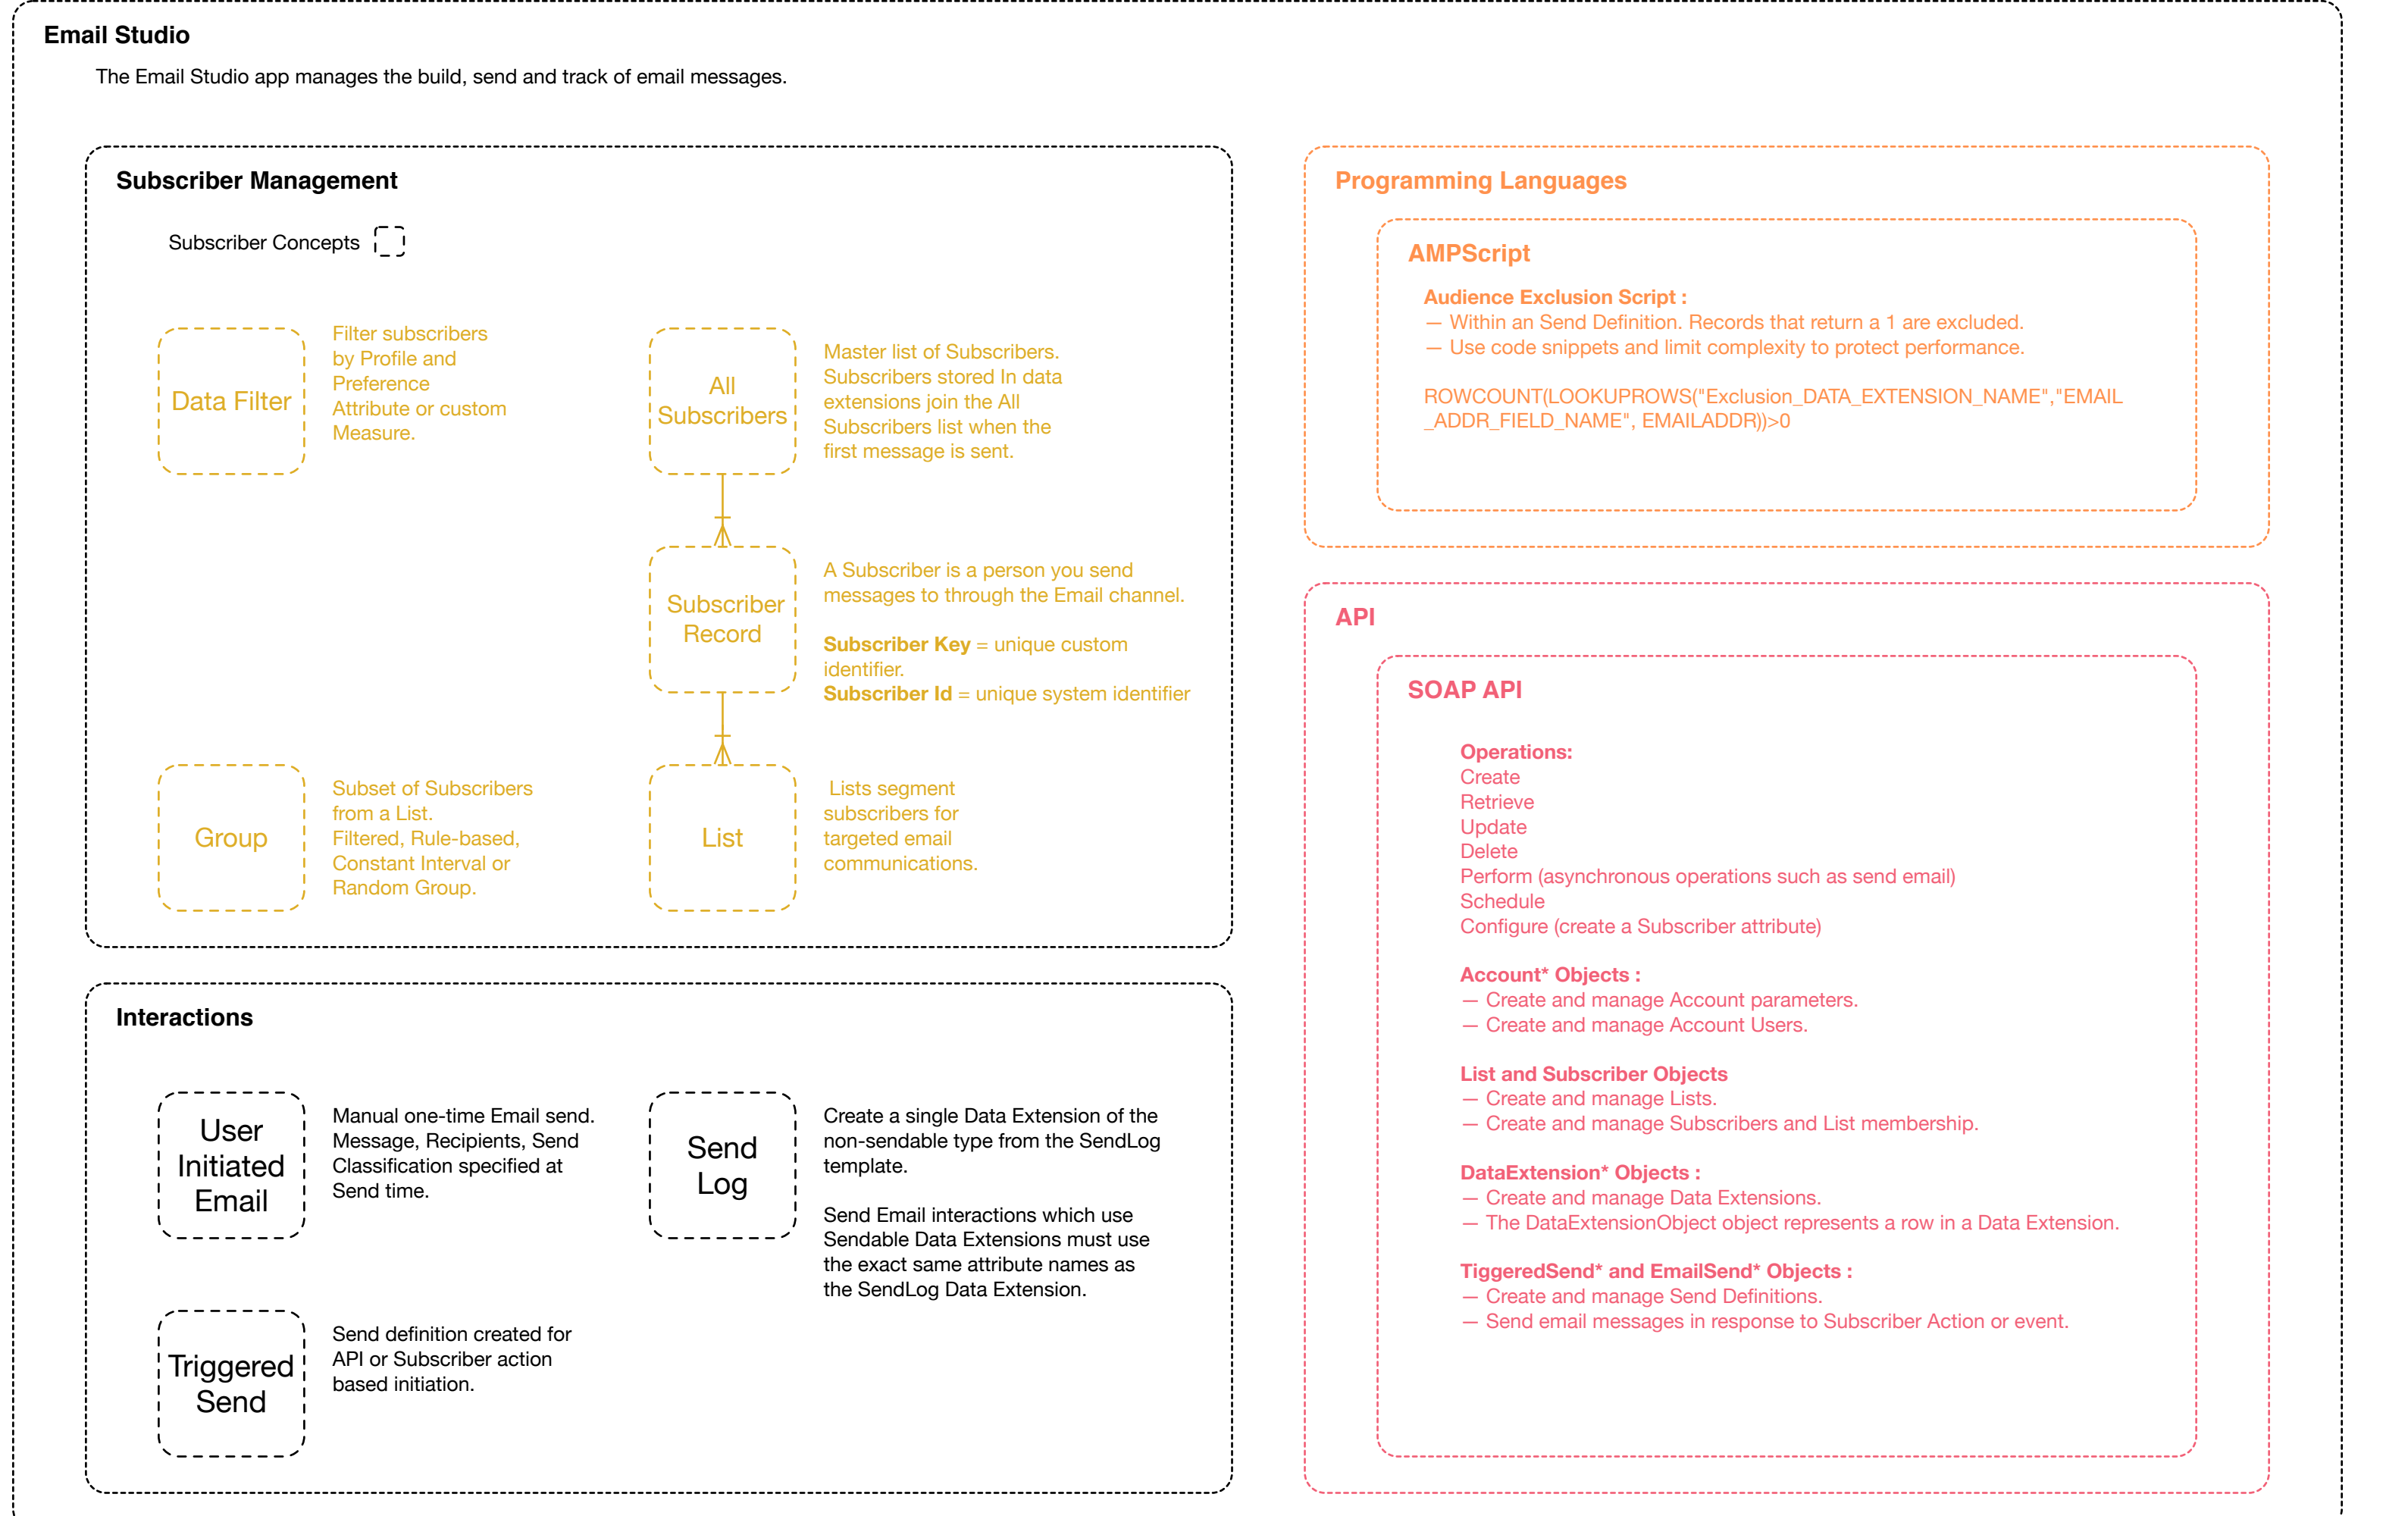 Email Studio
The Email Studio app manages the build, send and track of email messages.
Subscriber Management
Subscriber Concepts
Data Filter
Filter subscribers
by Profile and
Preference
Attribute or custom
Measure.
All
Subscribers
Master list of Subscribers.
Subscribers stored In data
extensions join the All
Subscribers list when the
first message is sent.
Subscriber
Record
A Subscriber is a person you send
messages to through the Email channel.
Subscriber Key = unique custom
identifier.
Subscriber Id = unique system identifier
Group
Subset of Subscribers
from a List.
Filtered, Rule-based,
Constant Interval or
Random Group.
List
Lists segment
subscribers for
targeted email
communications.
Interactions
User
Initiated
Email
Manual one-time Email send.
Message, Recipients, Send
Classification specified at
Send time.
Send
Log
Create a single Data Extension of the
non-sendable type from the SendLog
template.
Send Email interactions which use
Sendable Data Extensions must use
the exact same attribute names as
the SendLog Data Extension.
Triggered
Send
Send definition created for
API or Subscriber action
based initiation.
Programming Languages
AMPScript
Audience Exclusion Script :
— Within an Send Definition. Records that return a 1 are excluded.
— Use code snippets and limit complexity to protect performance.
ROWCOUNT(LOOKUPROWS("Exclusion_DATA_EXTENSION_NAME","EMAIL
_ADDR_FIELD_NAME", EMAILADDR))>0
API
SOAP API
Operations:
Create
Retrieve
Update
Delete
Perform (asynchronous operations such as send email)
Schedule
Configure (create a Subscriber attribute)
Account* Objects :
— Create and manage Account parameters.
— Create and manage Account Users.
List and Subscriber Objects
— Create and manage Lists.
— Create and manage Subscribers and List membership.
DataExtension* Objects :
— Create and manage Data Extensions.
— The DataExtensionObject object represents a row in a Data Extension.
TiggeredSend* and EmailSend* Objects :
— Create and manage Send Definitions.
— Send email messages in response to Subscriber Action or event.